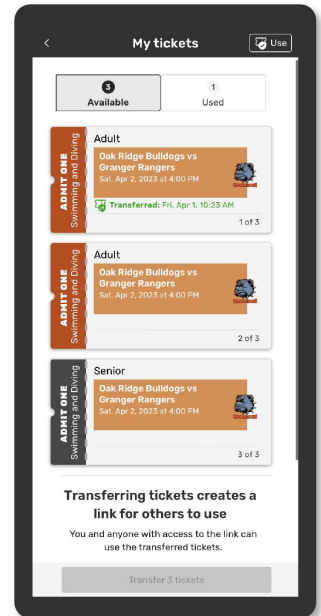 My tickets
Use
3
Available
1
Used
ADMIT ONE
Swimming and Diving
Adult
Oak Ridge Bulldogs vs
Granger Rangers
Sat, Apr 2, 2023 at 4:00 PM
Transferred: Fri, Apr 1, 10:23 AM
1 of 3
ADMIT ONE
Swimming and Diving
Adult
Oak Ridge Bulldogs vs
Granger Rangers
Sat, Apr 2, 2023 at 4:00 PM
2 of 3
ADMIT ONE
Swimming and Diving
Senior
Oak Ridge Bulldogs vs
Granger Rangers
Sat, Apr 2, 2023 at 4:00 PM
3 of 3
Transferring tickets creates a
link for others to use
You and anyone with access to the link can
use the transferred tickets.
Transfer 3 tickets